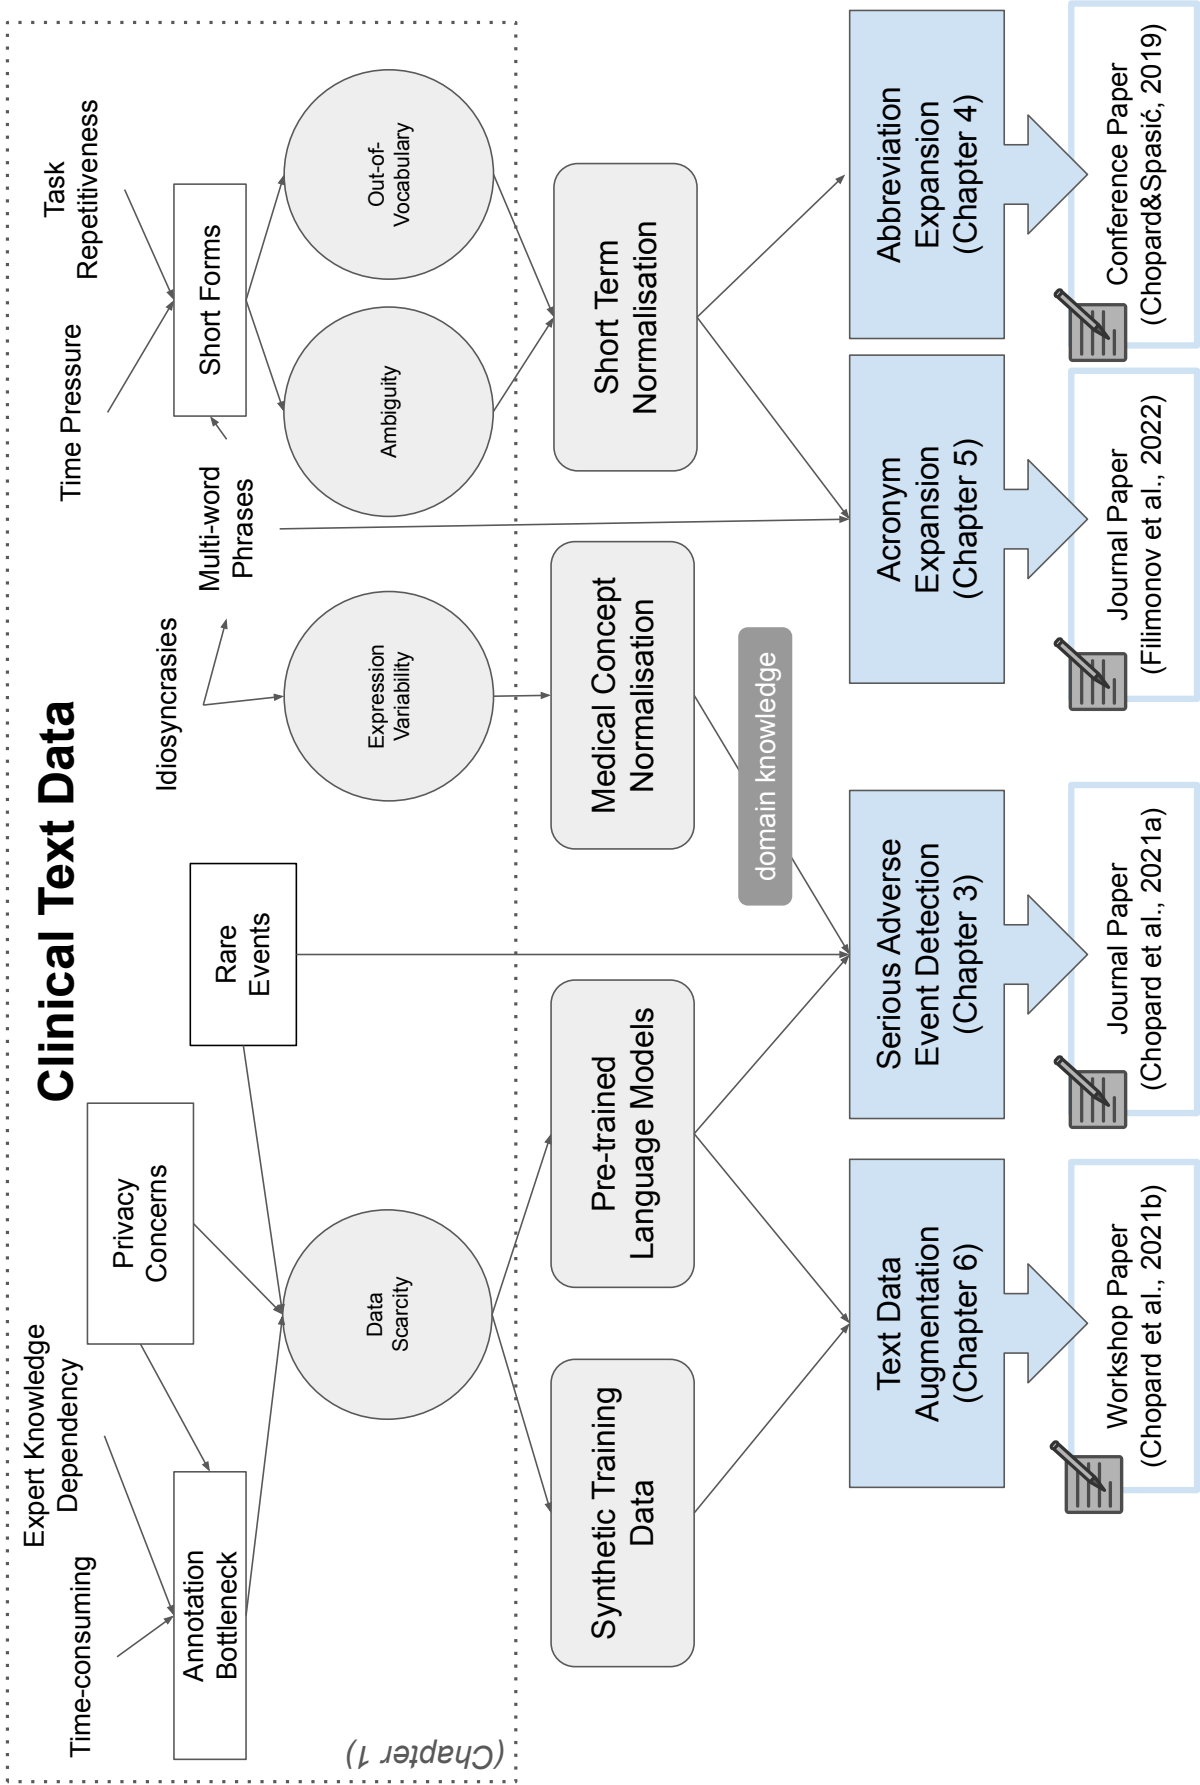 Clinical Text Data
Time-consuming
Expert Knowledge
Dependency
Privacy
Concerns
Rare
Events
Idiosyncrasies
Multi-word
Phrases
Time Pressure
Task
Repetitiveness
Annotation
Bottleneck
Short Forms
Data
Scarcity
Expression
Variability
Ambiguity
Out-of-
Vocabulary
(Chapter 1)
Synthetic Training
Data
Pre-trained
Language Models
Medical Concept
Normalisation
Short Term
Normalisation
domain knowledge
Text Data
Augmentation
(Chapter 6)
Serious Adverse
Event Detection
(Chapter 3)
Acronym
Expansion
(Chapter 5)
Abbreviation
Expansion
(Chapter 4)
Workshop Paper
(Chopard et al., 2021b)
Journal Paper
(Chopard et al., 2021a)
Journal Paper
(Filimonov et al., 2022)
Conference Paper
(Chopard&Spasić, 2019)